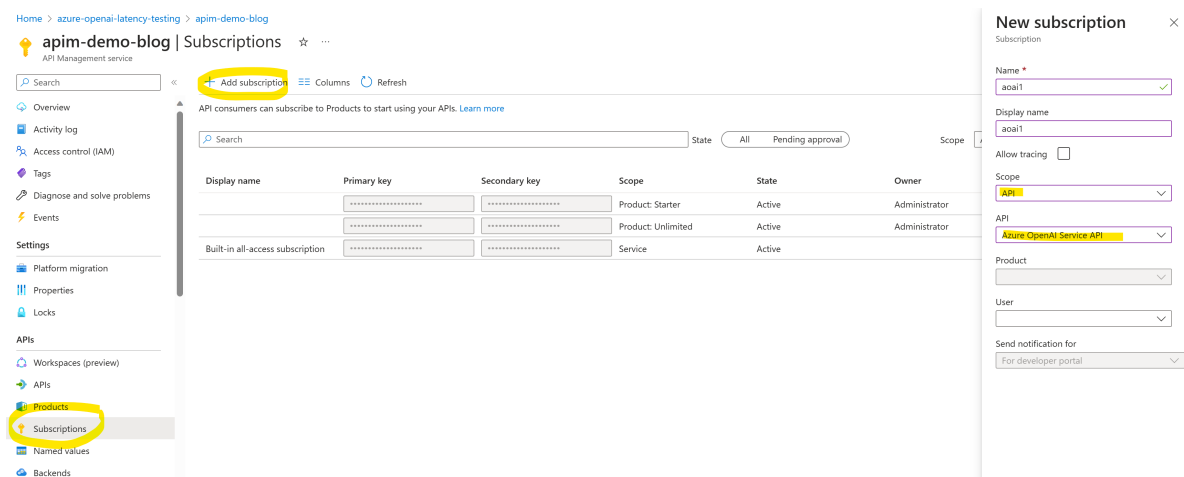 Home > azure-openai-latency-testing > apim-demo-blog
apim-demo-blog | Subscriptions ☆ ···
API Management service
Search «
Overview
Activity log
Access control (IAM)
Tags
Diagnose and solve problems
Events
Settings
Platform migration
Properties
Locks
APIs
Workspaces (preview)
APIs
Products
Subscriptions
Named values
Backends
+ Add subscription Columns Refresh
API consumers can subscribe to Products to start using your APIs. Learn more
Search State All Pending approval Scope
Display name Primary key Secondary key Scope State Owner
•••••••••••••••••••• •••••••••••••••••••• Product: Starter Active Administrator
•••••••••••••••••••• •••••••••••••••••••• Product: Unlimited Active Administrator
Built-in all-access subscription •••••••••••••••••••• •••••••••••••••••••• Service Active
New subscription ×
Subscription
Name *
aoai1
Display name
aoai1
Allow tracing
Scope
API
API
Azure OpenAI Service API
Product
User
Send notification for
For developer portal